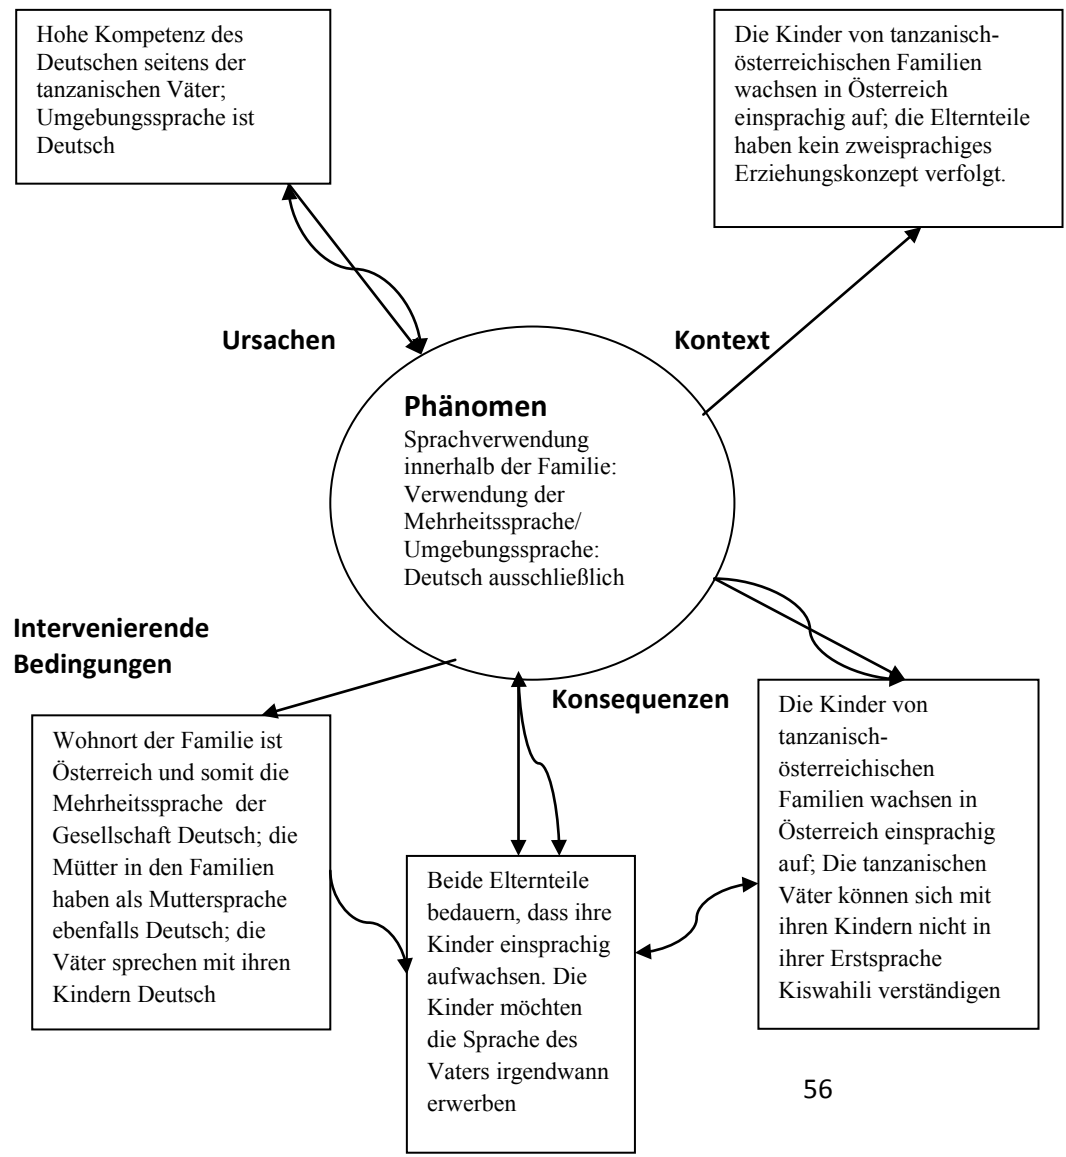 Hohe Kompetenz des
Deutschen seitens der
tanzanischen Väter;
Umgebungssprache ist
Deutsch
Die Kinder von tanzanisch-
österreichischen Familien
wachsen in Österreich
einsprachig auf; die Elternteile
haben kein zweisprachiges
Erziehungskonzept verfolgt.
Ursachen
Kontext
Phänomen
Sprachverwendung
innerhalb der Familie:
Verwendung der
Mehrheitssprache/
Umgebungssprache:
Deutsch ausschließlich
Intervenierende
Bedingungen
Konsequenzen
Wohnort der Familie ist
Österreich und somit die
Mehrheitssprache der
Gesellschaft Deutsch; die
Mütter in den Familien
haben als Muttersprache
ebenfalls Deutsch; die
Väter sprechen mit ihren
Kindern Deutsch
Beide Elternteile
bedauern, dass ihre
Kinder einsprachig
aufwachsen. Die
Kinder möchten
die Sprache des
Vaters irgendwann
erwerben
Die Kinder von
tanzanisch-
österreichischen
Familien wachsen in
Österreich einsprachig
auf; Die tanzanischen
Väter können sich mit
ihren Kindern nicht in
ihrer Erstsprache
Kiswahili verständigen
56